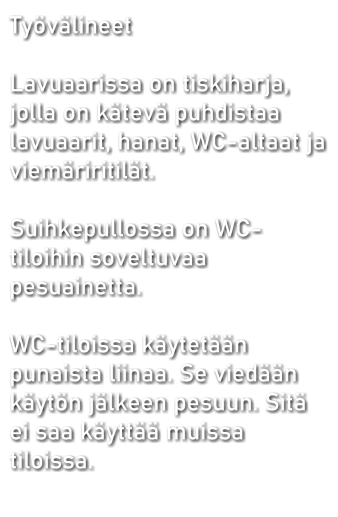 Työvälineet
Lavuaarissa on tiskiharja,
jolla on kätevä puhdistaa
lavuaarit, hanat, WC-altaat ja
viemäriritilät.
Suihkepullossa on WC-
tiloihin soveltuvaa
pesuainetta.
WC-tiloissa käytetään
punaista liinaa. Se viedään
käytön jälkeen pesuun. Sitä
ei saa käyttää muissa
tiloissa.